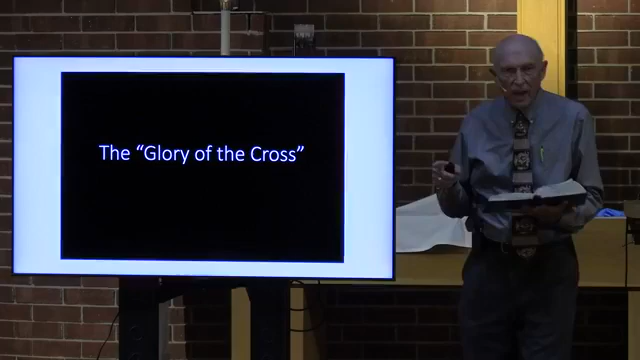 The “Glory of the Cross”